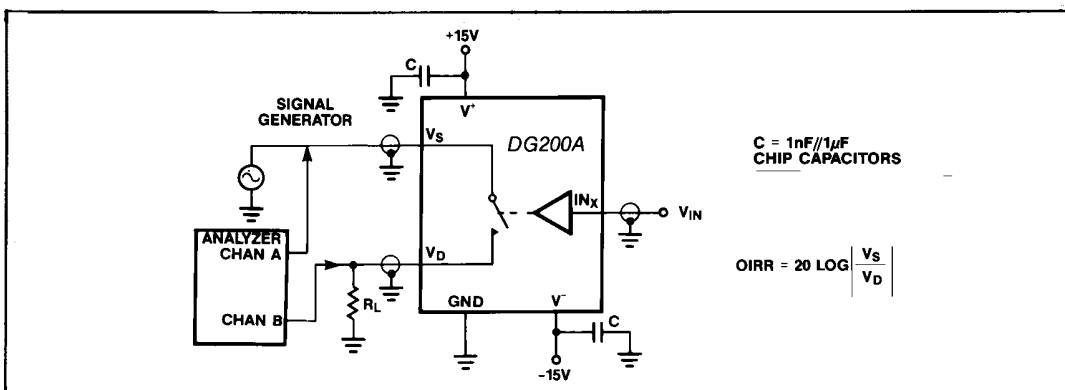 +15V
C
V⁺
SIGNAL
GENERATOR
VS
DG200A
C = 1nF//1µF
CHIP CAPACITORS
INX
VIN
ANALYZER
CHAN A
VD
OIRR = 20 LOG | VS / VD |
RL
GND
V⁻
CHAN B
C
-15V